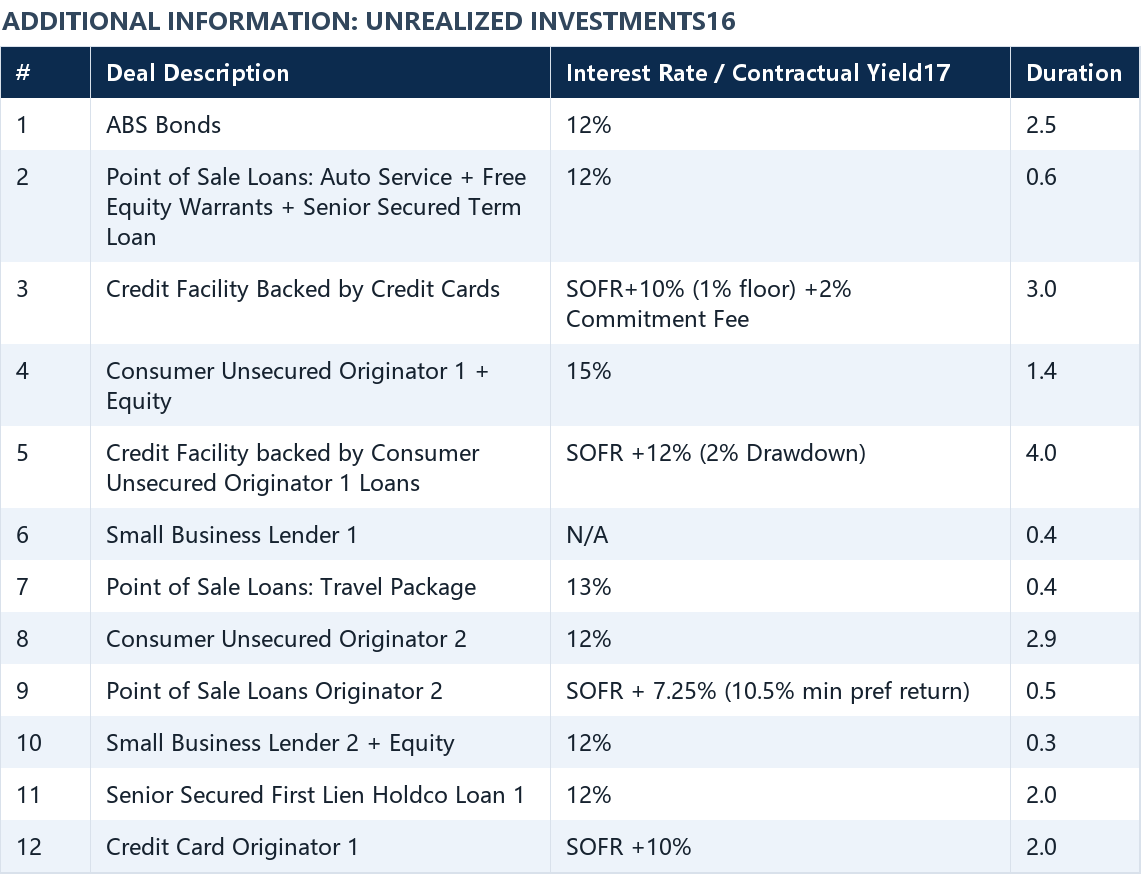 ADDITIONAL INFORMATION: UNREALIZED INVESTMENTS16
# Deal Description Interest Rate / Contractual Yield17 Duration
1 ABS Bonds 12% 2.5
2 Point of Sale Loans: Auto Service + Free 12% 0.6
Equity Warrants + Senior Secured Term
Loan
3 Credit Facility Backed by Credit Cards SOFR+10% (1% floor) +2% 3.0
Commitment Fee
4 Consumer Unsecured Originator 1 + 15% 1.4
Equity
5 Credit Facility backed by Consumer SOFR +12% (2% Drawdown) 4.0
Unsecured Originator 1 Loans
6 Small Business Lender 1 N/A 0.4
7 Point of Sale Loans: Travel Package 13% 0.4
8 Consumer Unsecured Originator 2 12% 2.9
9 Point of Sale Loans Originator 2 SOFR + 7.25% (10.5% min pref return) 0.5
10 Small Business Lender 2 + Equity 12% 0.3
11 Senior Secured First Lien Holdco Loan 1 12% 2.0
12 Credit Card Originator 1 SOFR +10% 2.0